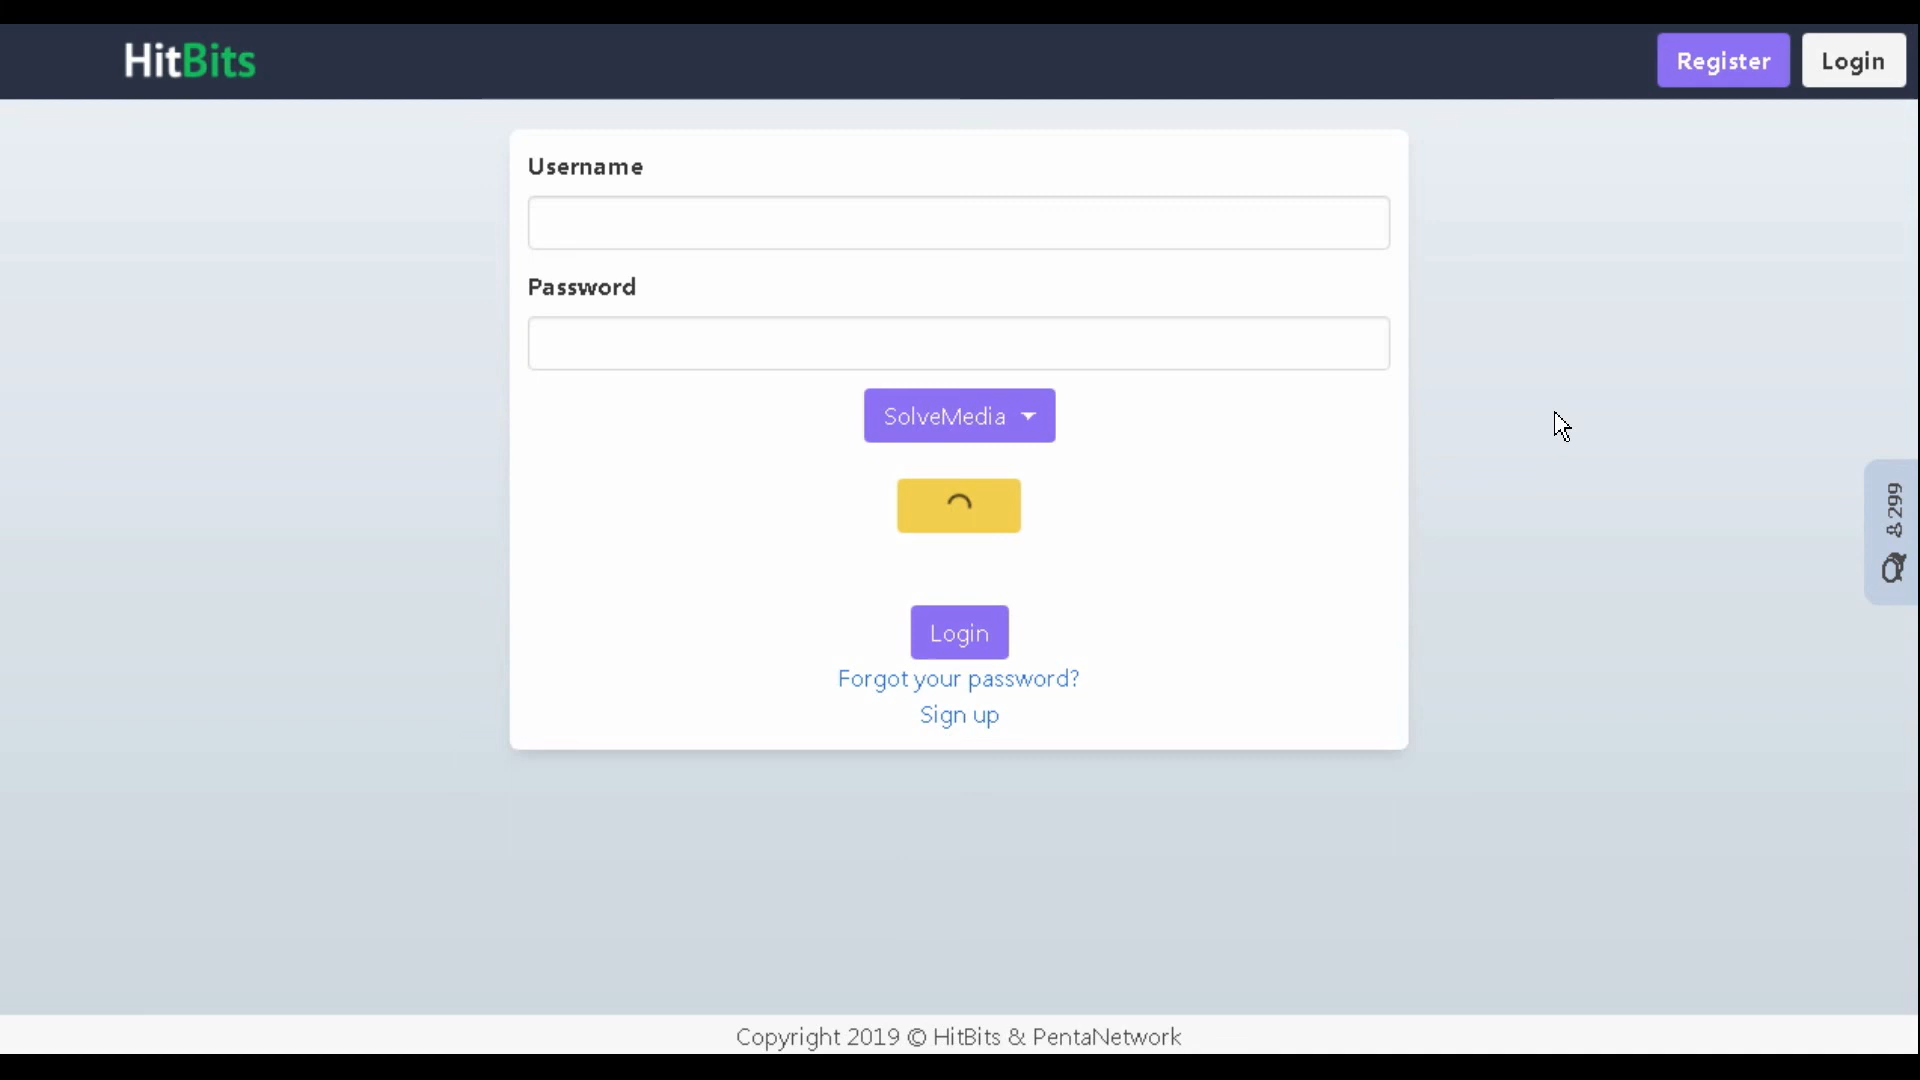 HitBits
Register
Login
Username
Password
SolveMedia
Login
Forgot your password?
Sign up
299
Copyright 2019 © HitBits & PentaNetwork